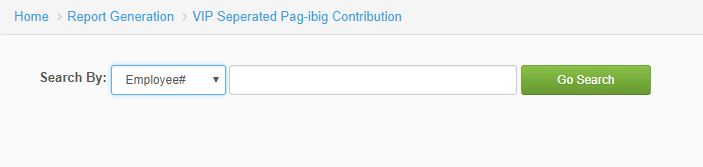 Home > Report Generation > VIP Seperated Pag-ibig Contribution
Search By: Employee# Go Search